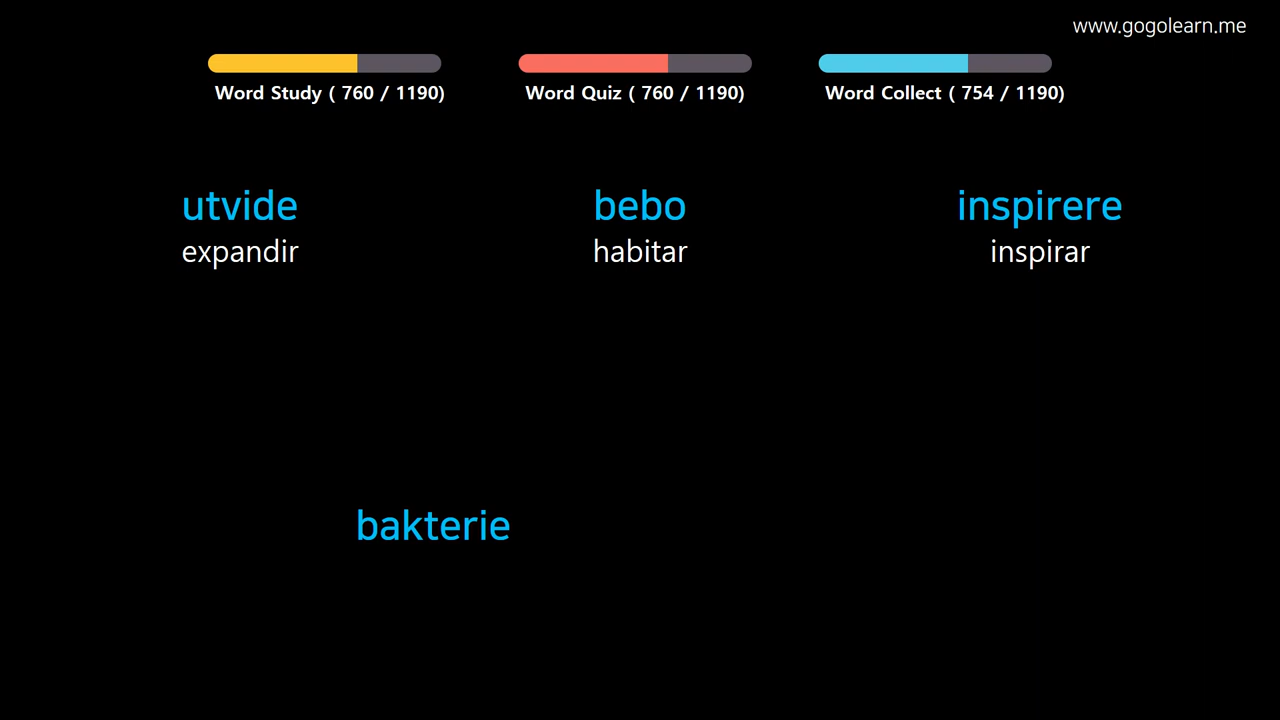 www.gogolearn.me
Word Study ( 760 / 1190)
Word Quiz ( 760 / 1190)
Word Collect ( 754 / 1190)
utvide
expandir
bebo
habitar
inspirere
inspirar
bakterie